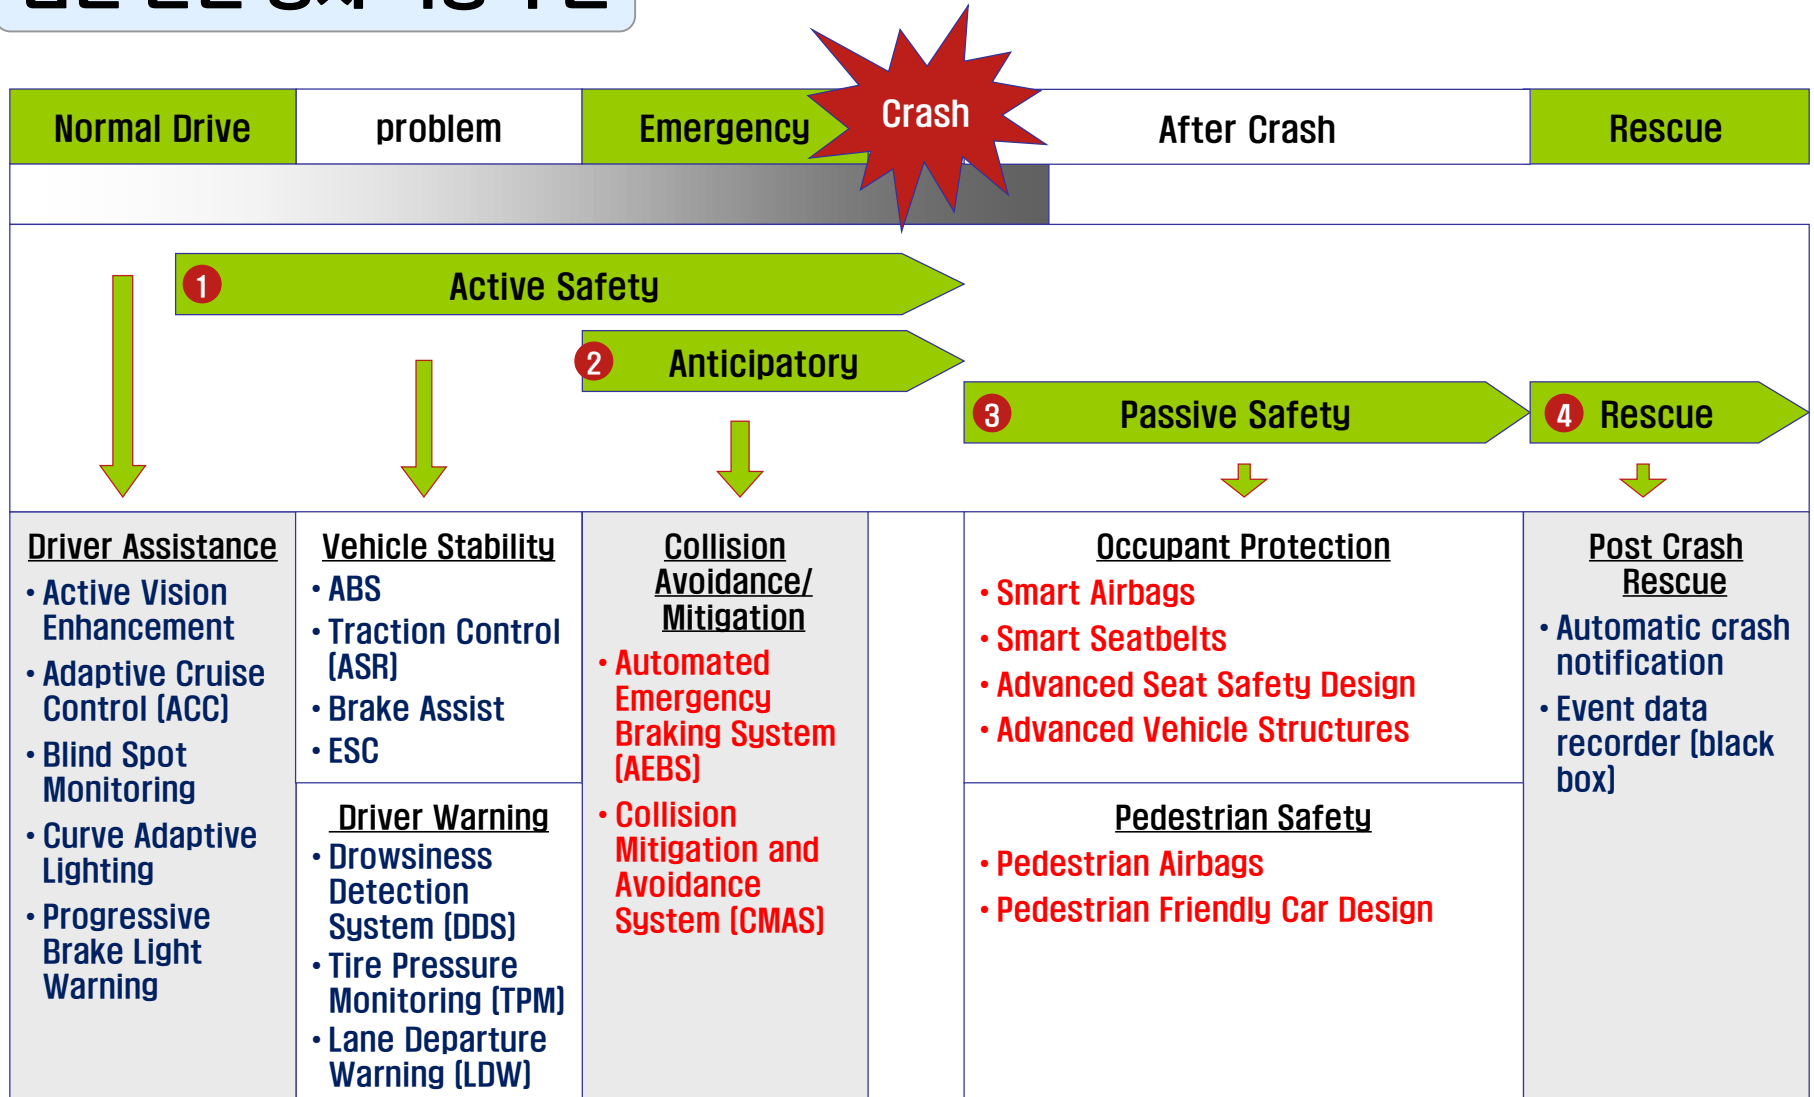 Normal Drive
problem
Emergency
Crash
After Crash
Rescue
1 Active Safety
2 Anticipatory
3 Passive Safety
4 Rescue
Driver Assistance
• Active Vision
Enhancement
• Adaptive Cruise
Control (ACC)
• Blind Spot
Monitoring
• Curve Adaptive
Lighting
• Progressive
Brake Light
Warning
Vehicle Stability
• ABS
• Traction Control
(ASR)
• Brake Assist
• ESC
Driver Warning
• Drowsiness
Detection
System (DDS)
• Tire Pressure
Monitoring (TPM)
• Lane Departure
Warning (LDW)
Collision
Avoidance/
Mitigation
• Automated
Emergency
Braking System
(AEBS)
• Collision
Mitigation and
Avoidance
System (CMAS)
Occupant Protection
• Smart Airbags
• Smart Seatbelts
• Advanced Seat Safety Design
• Advanced Vehicle Structures
Pedestrian Safety
• Pedestrian Airbags
• Pedestrian Friendly Car Design
Post Crash
Rescue
• Automatic crash
notification
• Event data
recorder (black
box)